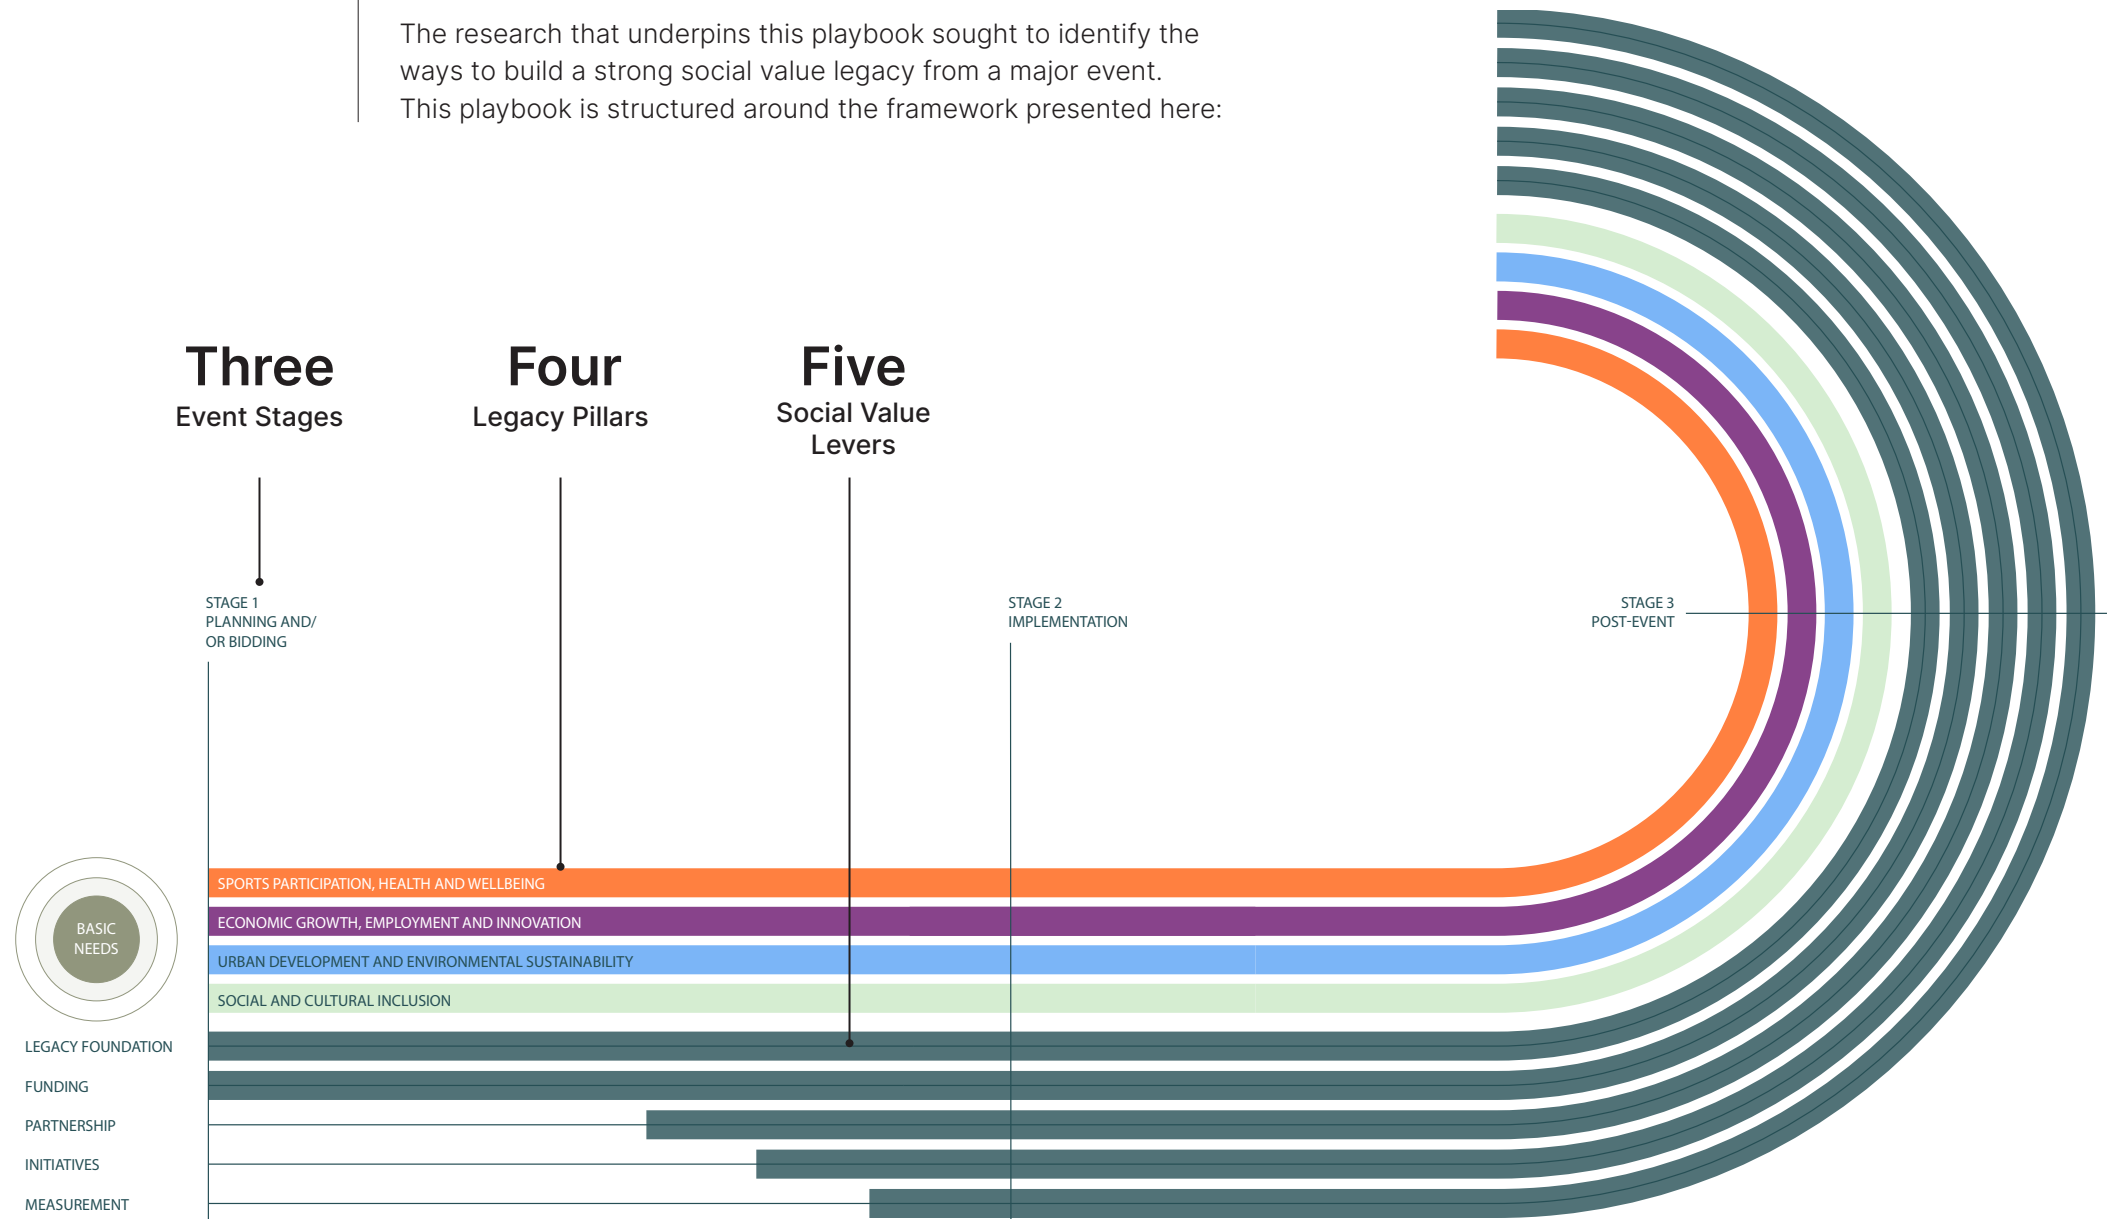 The research that underpins this playbook sought to identify the
ways to build a strong social value legacy from a major event.
This playbook is structured around the framework presented here:
Three
Event Stages
Four
Legacy Pillars
Five
Social Value
Levers
STAGE 1
PLANNING AND/
OR BIDDING
STAGE 2
IMPLEMENTATION
STAGE 3
POST-EVENT
BASIC
NEEDS
SPORTS PARTICIPATION, HEALTH AND WELLBEING
ECONOMIC GROWTH, EMPLOYMENT AND INNOVATION
URBAN DEVELOPMENT AND ENVIRONMENTAL SUSTAINABILITY
SOCIAL AND CULTURAL INCLUSION
LEGACY FOUNDATION
FUNDING
PARTNERSHIP
INITIATIVES
MEASUREMENT